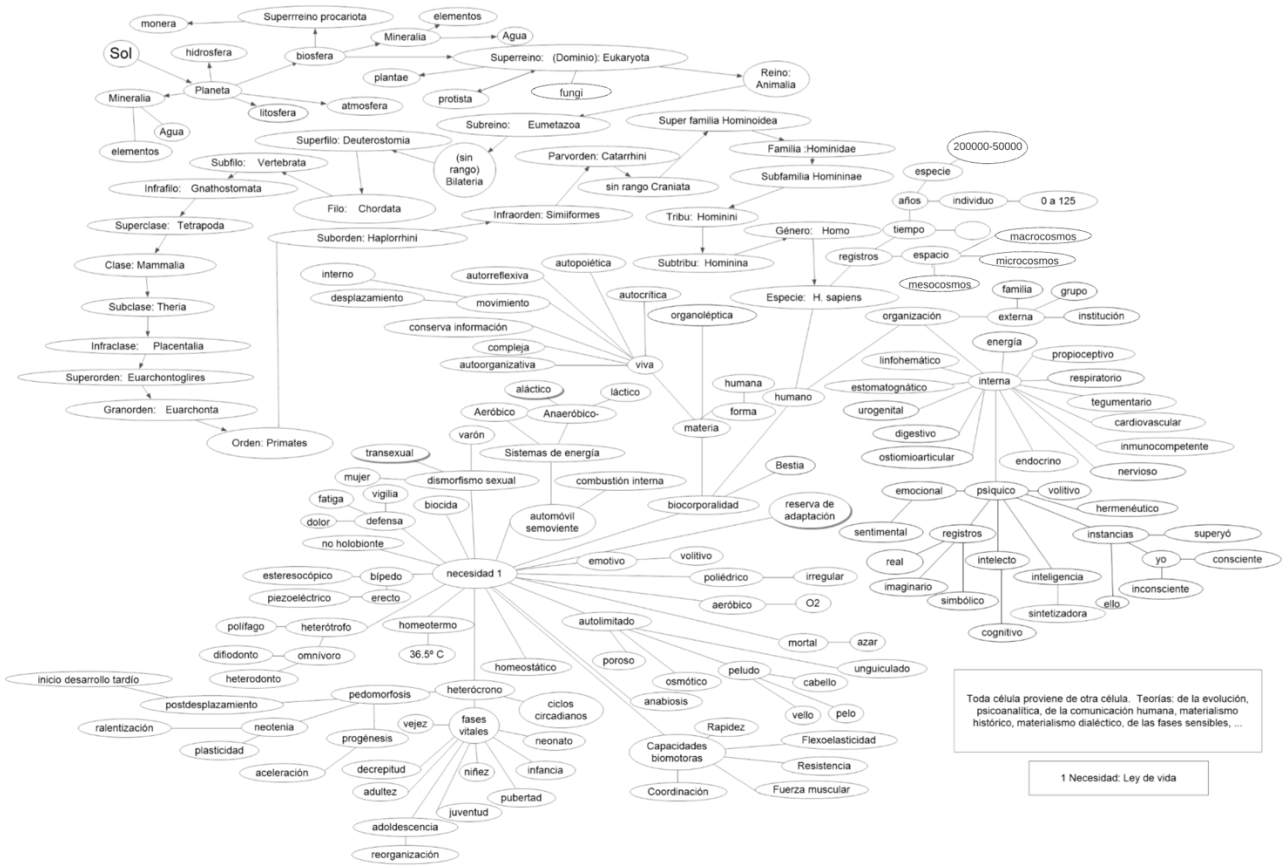 Superreino procariota
elementos
monera
Mineralia
Agua
Sol
hidrosfera
biosfera
Superreino:   (Dominio): Eukaryota
Reino:
Animalia
plantae
Planeta
protista
fungi
Mineralia
litosfera
atmosfera
Agua
elementos
Subreino:    Eumetazoa
Super familia Hominoidea
Superfilo: Deuterostomia
200000-50000
Subfilo:   Vertebrata
(sin
rango)
Bilateria
Parvorden: Catarrhini
Familia :Hominidae
especie
Infrafilo:   Gnathostomata
sin rango Craniata
Subfamilia Homininae
Filo:    Chordata
años
individuo
0 a 125
Superclase:   Tetrapoda
Infraorden: Simiiformes
Tribu: Hominini
Género:   Homo
tiempo
Suborden: Haplorrhini
macrocosmos
registros
espacio
microcosmos
Clase: Mammalia
Subtribu: Hominina
mesocosmos
interno
autorreflexiva
autopoiética
desplazamiento
movimiento
autocrítica
Especie:   H. sapiens
familia
grupo
Subclase: Theria
organoléptica
organización
externa
institución
conserva información
energía
Infraclase:    Placentalia
compleja
linfohemático
propioceptivo
autoorganizativa
viva
Superorden: Euarchontoglires
interna
respiratorio
aláctico
láctico
humana
estomatognático
humano
tegumentario
Granorden:   Euarchonta
Aeróbico
Anaeróbico-
forma
urogenital
cardiovascular
materia
digestivo
Orden: Primates
varón
inmunocompetente
Sistemas de energía
ostiomioarticular
endocrino
nervioso
transexual
Bestia
mujer
dismorfismo sexual
combustión interna
emocional
psiquico
volitivo
fatiga
vigilia
biocida
biocorporalidad
reserva de
adaptación
hermenéutico
dolor
defensa
automóvil
semoviente
sentimental
registros
instancias
superyó
no holobionte
real
intelecto
yo
consciente
esteresocópico
bípedo
necesidad 1
emotivo
volitivo
poliédrico
irregular
imaginario
inteligencia
inconsciente
piezoeléctrico
erecto
aeróbico
O2
simbólico
ello
sintetizadora
cognitivo
polífago
heterótrofo
homeotermo
autolimitado
mortal
azar
difiodonto
omnívoro
36.5º C
poroso
peludo
unguiculado
heterodonto
homeostático
osmótico
cabello
inicio desarrollo tardío
pedomorfosis
heterócrono
anabiosis
vello
pelo
postdesplazamiento
ciclos
circadianos
ralentización
neotenia
vejez
fases
vitales
Rapidez
plasticidad
progénesis
neonato
Capacidades
biomotoras
Flexoelasticidad
aceleración
decrepitud
niñez
infancia
Resistencia
adultez
pubertad
Coordinación
Fuerza muscular
juventud
adoldescencia
reorganización
Toda célula proviene de otra célula.  Teorías: de la evolución,
psicoanalítica, de la comunicación humana, materialismo
histórico, materialismo dialéctico, de las fases sensibles, ...
1 Necesidad: Ley de vida